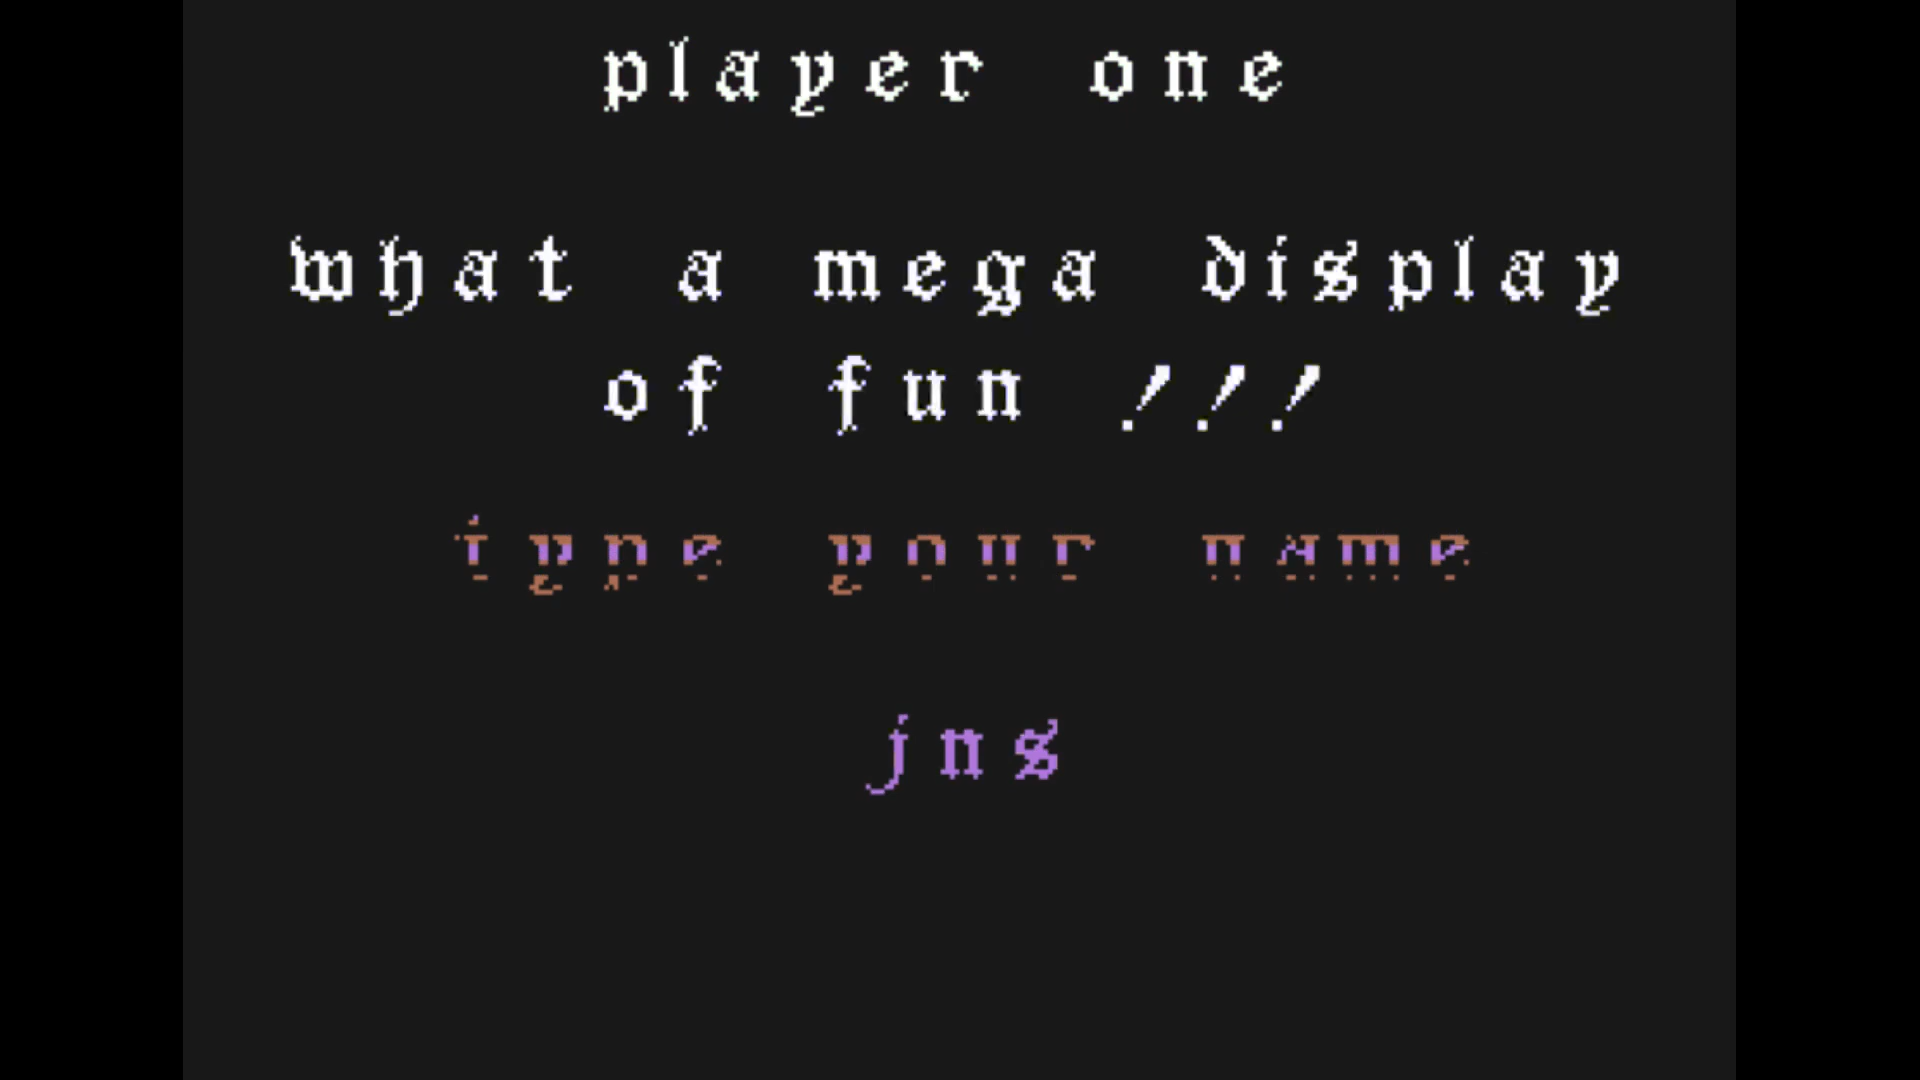 player one
what a mega display
of fun !!!
type your name
jns